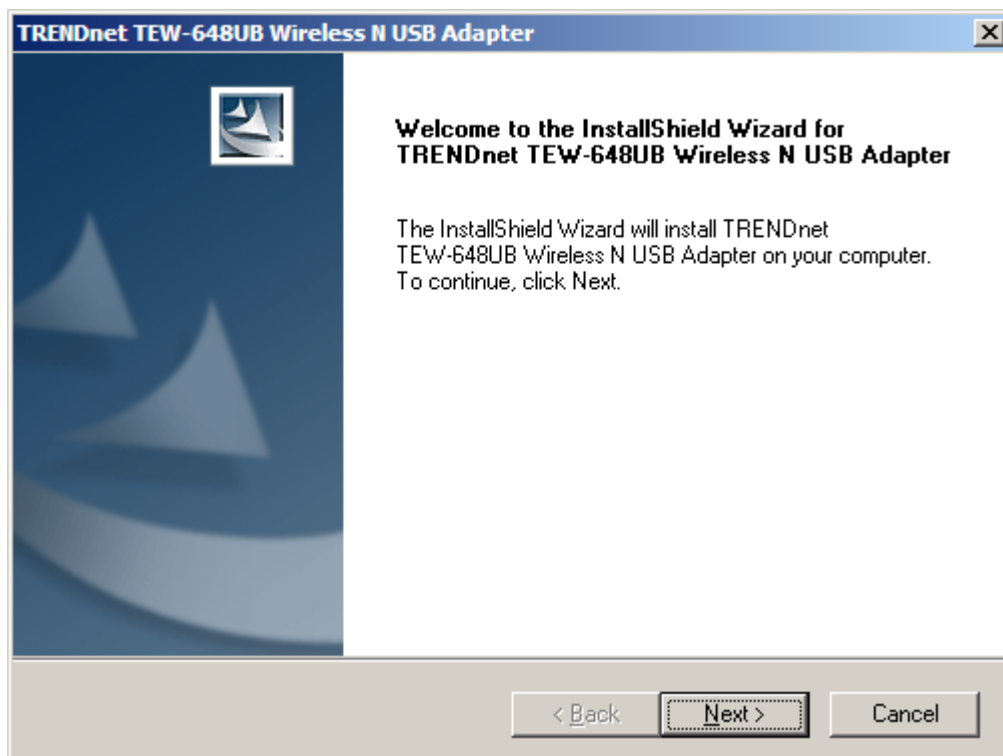 TRENDnet TEW-648UB Wireless N USB Adapter
Welcome to the InstallShield Wizard for
TRENDnet TEW-648UB Wireless N USB Adapter
The InstallShield Wizard will install TRENDnet
TEW-648UB Wireless N USB Adapter on your computer.
To continue, click Next.
< Back Next > Cancel